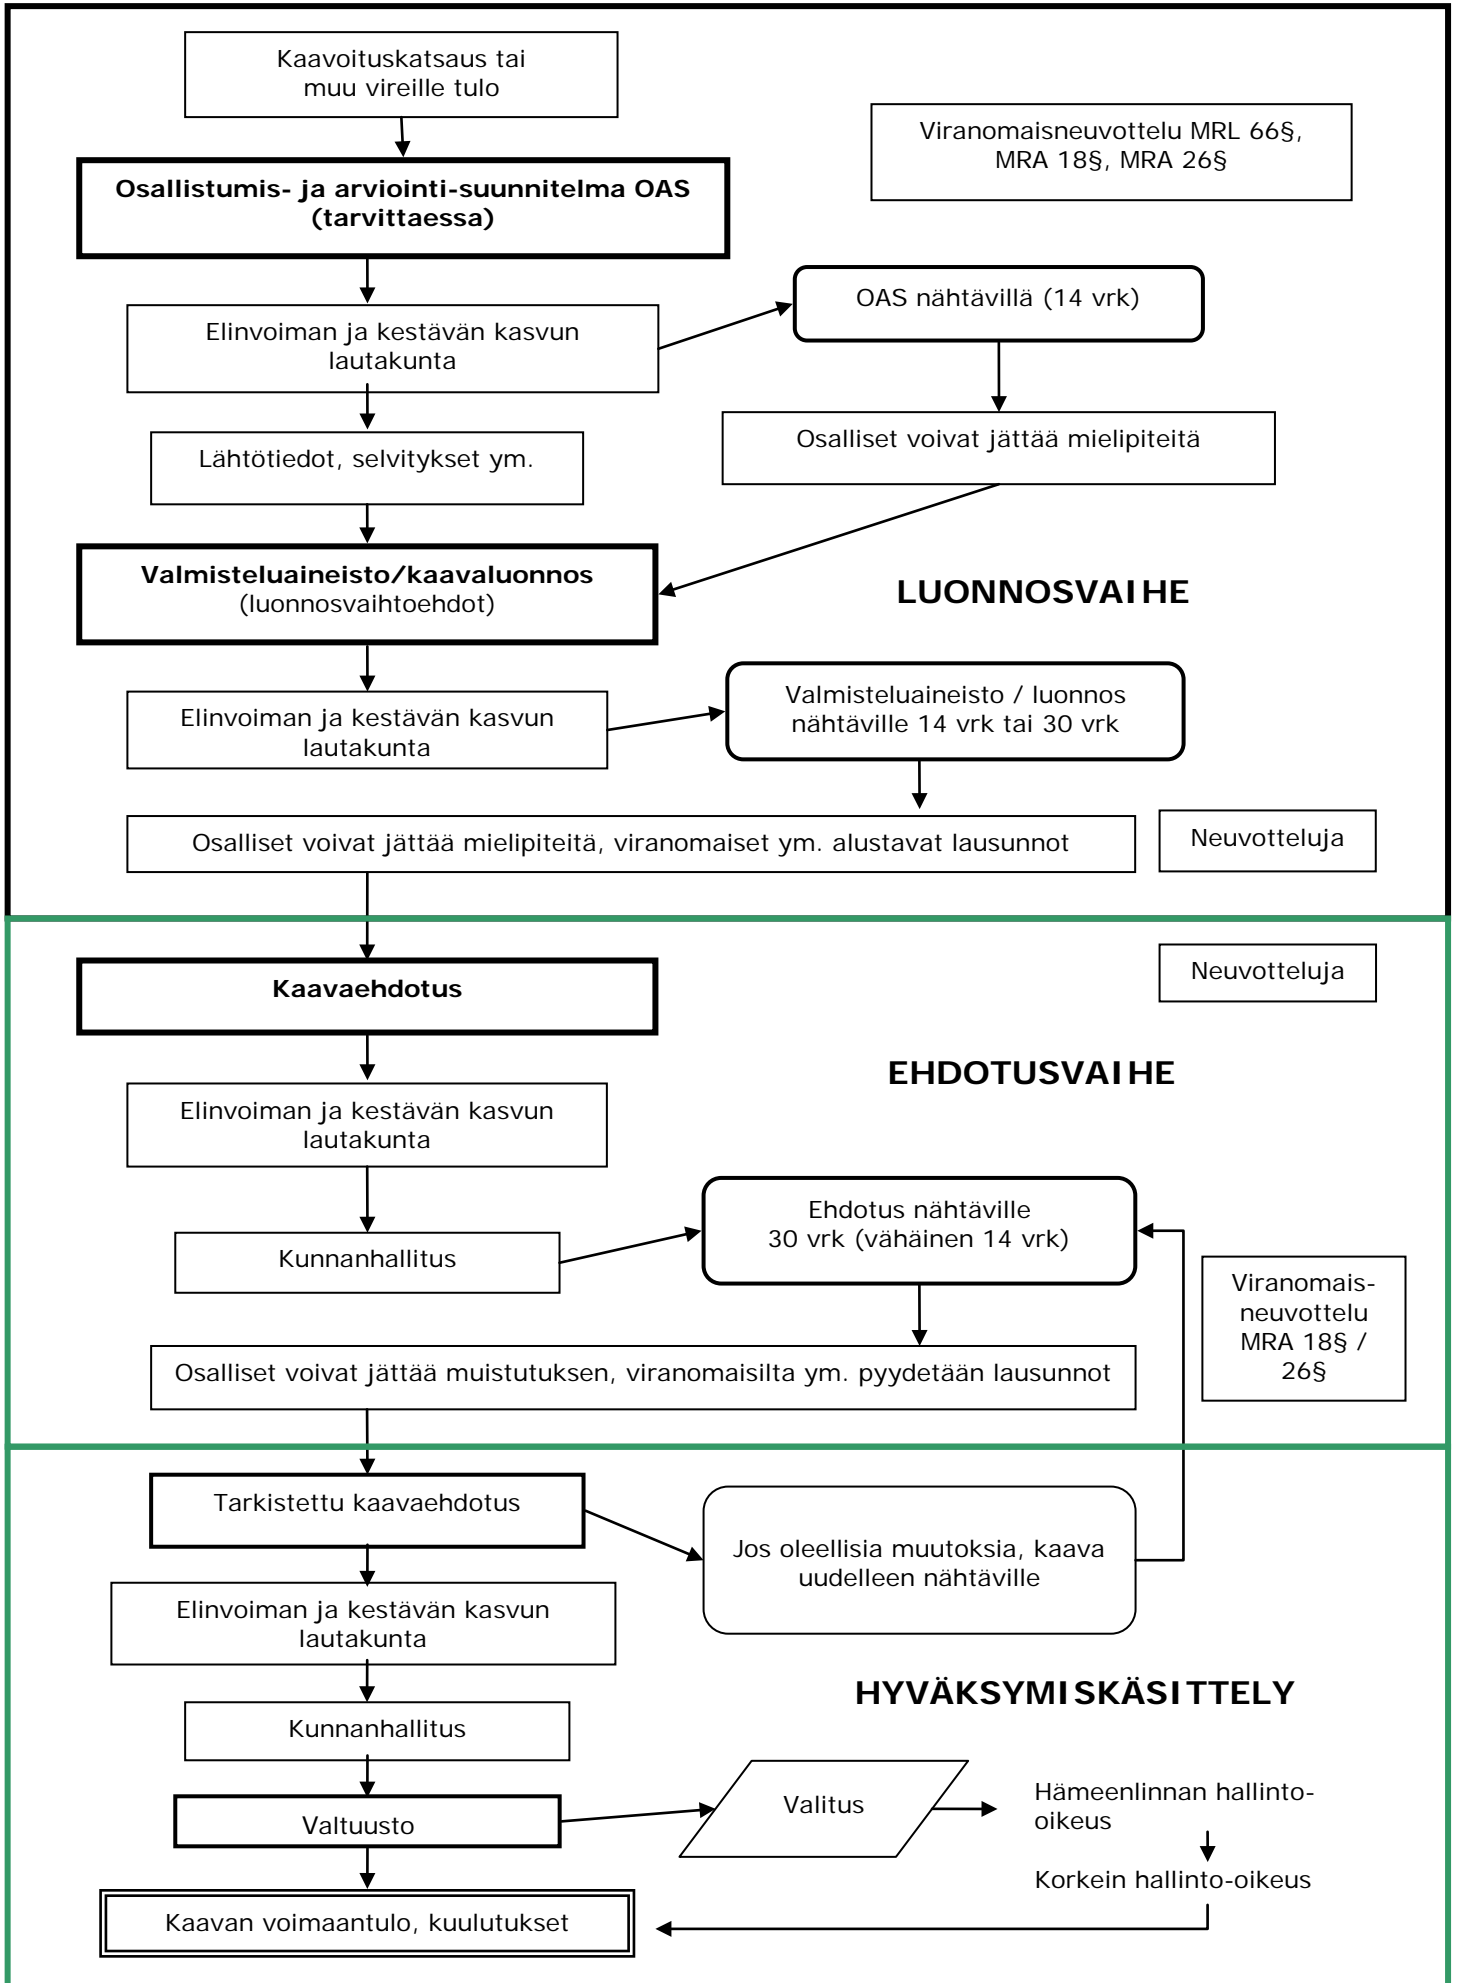 Kaavoituskatsaus tai
muu vireille tulo
Viranomaisneuvottelu MRL 66§,
MRA 18§, MRA 26§
Osallistumis- ja arviointi-suunnitelma OAS
(tarvittaessa)
OAS nähtävillä (14 vrk)
Elinvoiman ja kestävän kasvun
lautakunta
Osalliset voivat jättää mielipiteitä
Lähtötiedot, selvitykset ym.
Valmisteluaineisto/kaavaluonnos
(luonnosvaihtoehdot)
LUONNOSVAIHE
Valmisteluaineisto / luonnos
nähtäville 14 vrk tai 30 vrk
Elinvoiman ja kestävän kasvun
lautakunta
Osalliset voivat jättää mielipiteitä, viranomaiset ym. alustavat lausunnot
Neuvotteluja
Neuvotteluja
Kaavaehdotus
EHDOTUSVAIHE
Elinvoiman ja kestävän kasvun
lautakunta
Ehdotus nähtäville
30 vrk (vähäinen 14 vrk)
Kunnanhallitus
Viranomais-
neuvottelu
MRA 18§ /
26§
Osalliset voivat jättää muistutuksen, viranomaisilta ym. pyydetään lausunnot
Tarkistettu kaavaehdotus
Jos oleellisia muutoksia, kaava
uudelleen nähtäville
Elinvoiman ja kestävän kasvun
lautakunta
HYVÄKSYMISKÄSITTELY
Kunnanhallitus
Valtuusto
Valitus
Hämeenlinnan hallinto-
oikeus
Korkein hallinto-oikeus
Kaavan voimaantulo, kuulutukset